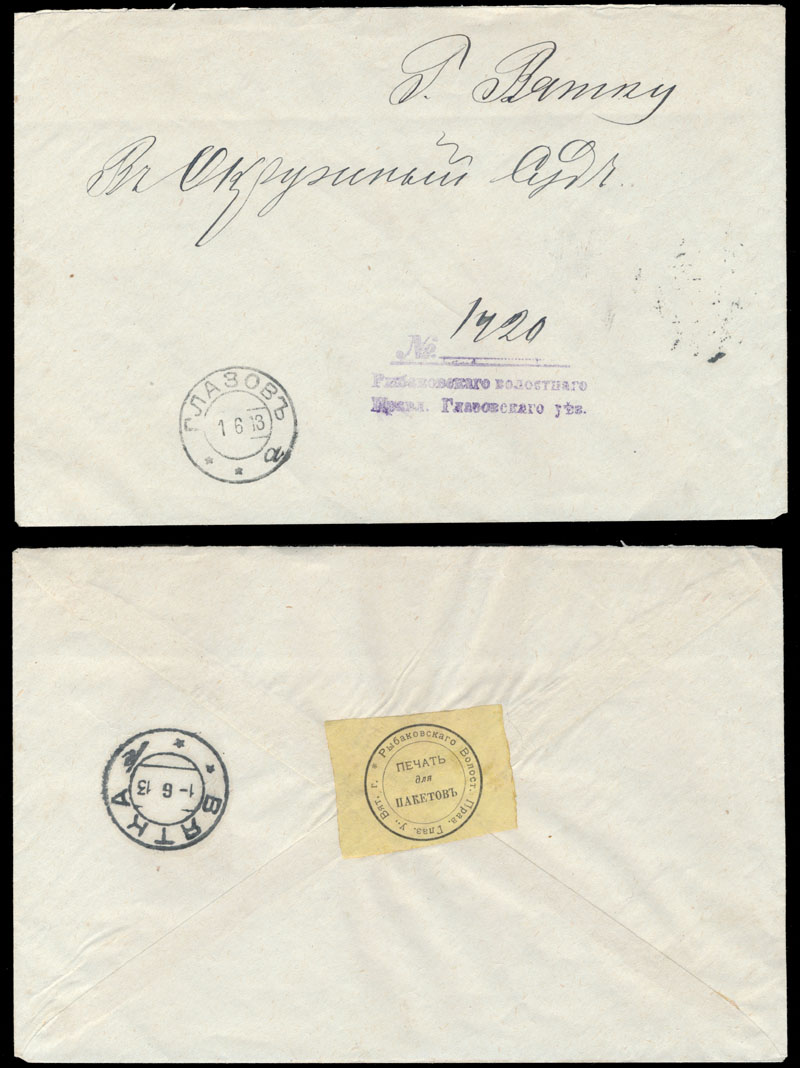 Г. Вятку
Въ Окружный Судъ.
1720
№
Рыбаковскаго волостнаго
Правл. Глазовскаго уѣз.
ГЛАЗОВЪ
1 6 13
а
ВЯТКА
1-6 13
* Рыбаковскаго Волост. Прав. Глаз. у., Вят. г.
ПЕЧАТЬ
для
ПАКЕТОВЪ